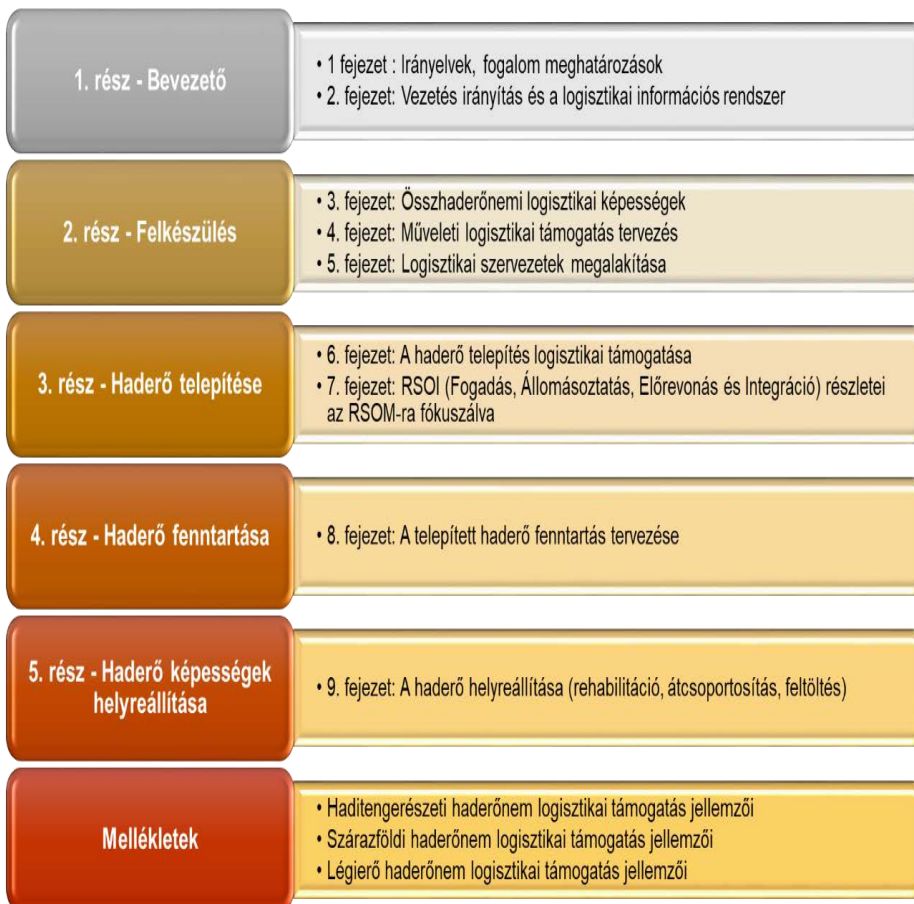 1. rész - Bevezető
• 1 fejezet : Irányelvek, fogalom meghatározások
• 2. fejezet: Vezetés irányítás és a logisztikai információs rendszer
2. rész - Felkészülés
• 3. fejezet: Összhaderőnemi logisztikai képességek
• 4. fejezet: Műveleti logisztikai támogatás tervezés
• 5. fejezet: Logisztikai szervezetek megalakítása
3. rész - Haderő telepítése
• 6. fejezet: A haderő telepítés logisztikai támogatása
• 7. fejezet: RSOI (Fogadás, Állomásoztatás, Előrevonás és Integráció) részletei
az RSOM-ra fókuszálva
4. rész - Haderő fenntartása
• 8. fejezet: A telepített haderő fenntartás tervezése
5. rész - Haderő képességek
helyreállítása
• 9. fejezet: A haderő helyreállítása (rehabilitáció, átcsoportosítás, feltöltés)
Mellékletek
• Haditengerészeti haderőnem logisztikai támogatás jellemzői
• Szárazföldi haderőnem logisztikai támogatás jellemzői
• Légierő haderőnem logisztikai támogatás jellemzői